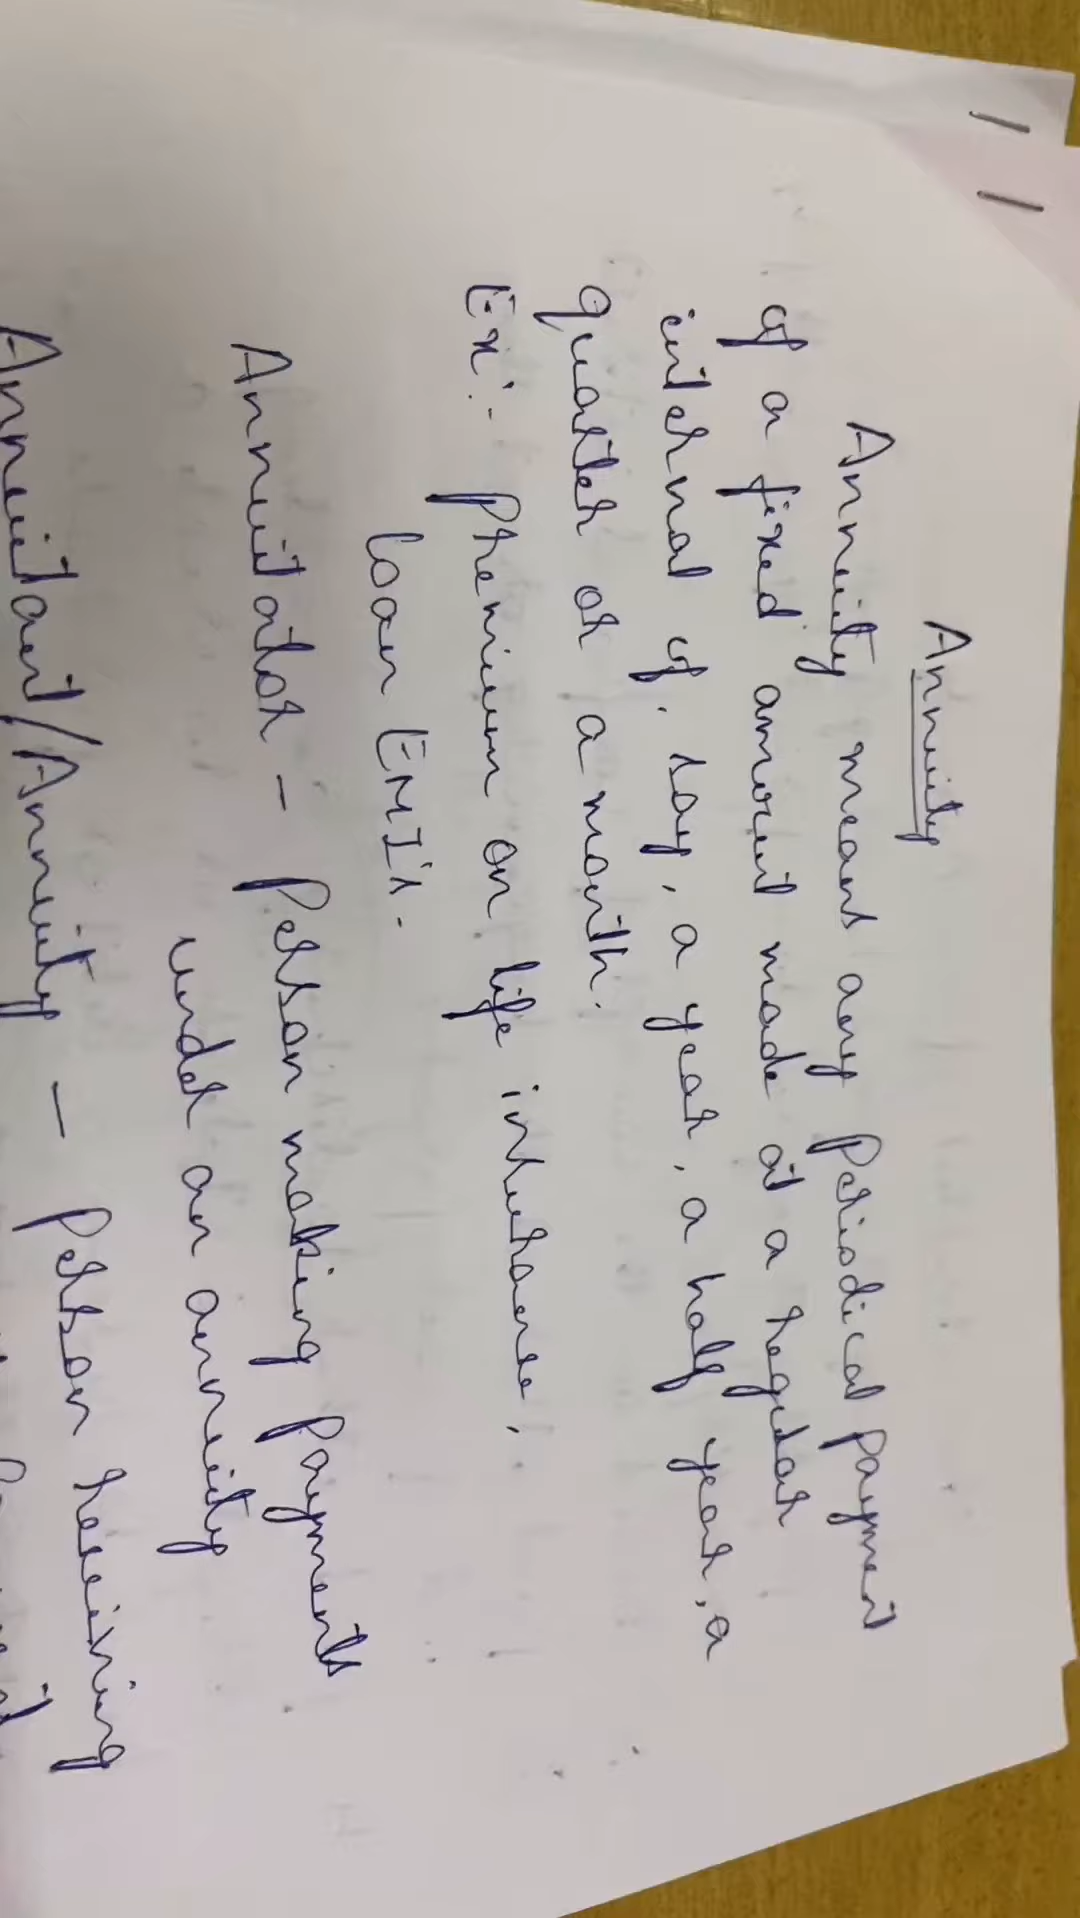 Annuity
Annuity means any periodical payment
of a fixed amount made at a regular
internal of, say, a year, a half year, a
quarter or a month.
Ex:- Premium on life insurance,
loan EMI's.
Annuitator - Person making payments
under an annuity
Annuitant/Annuity - Person receiving